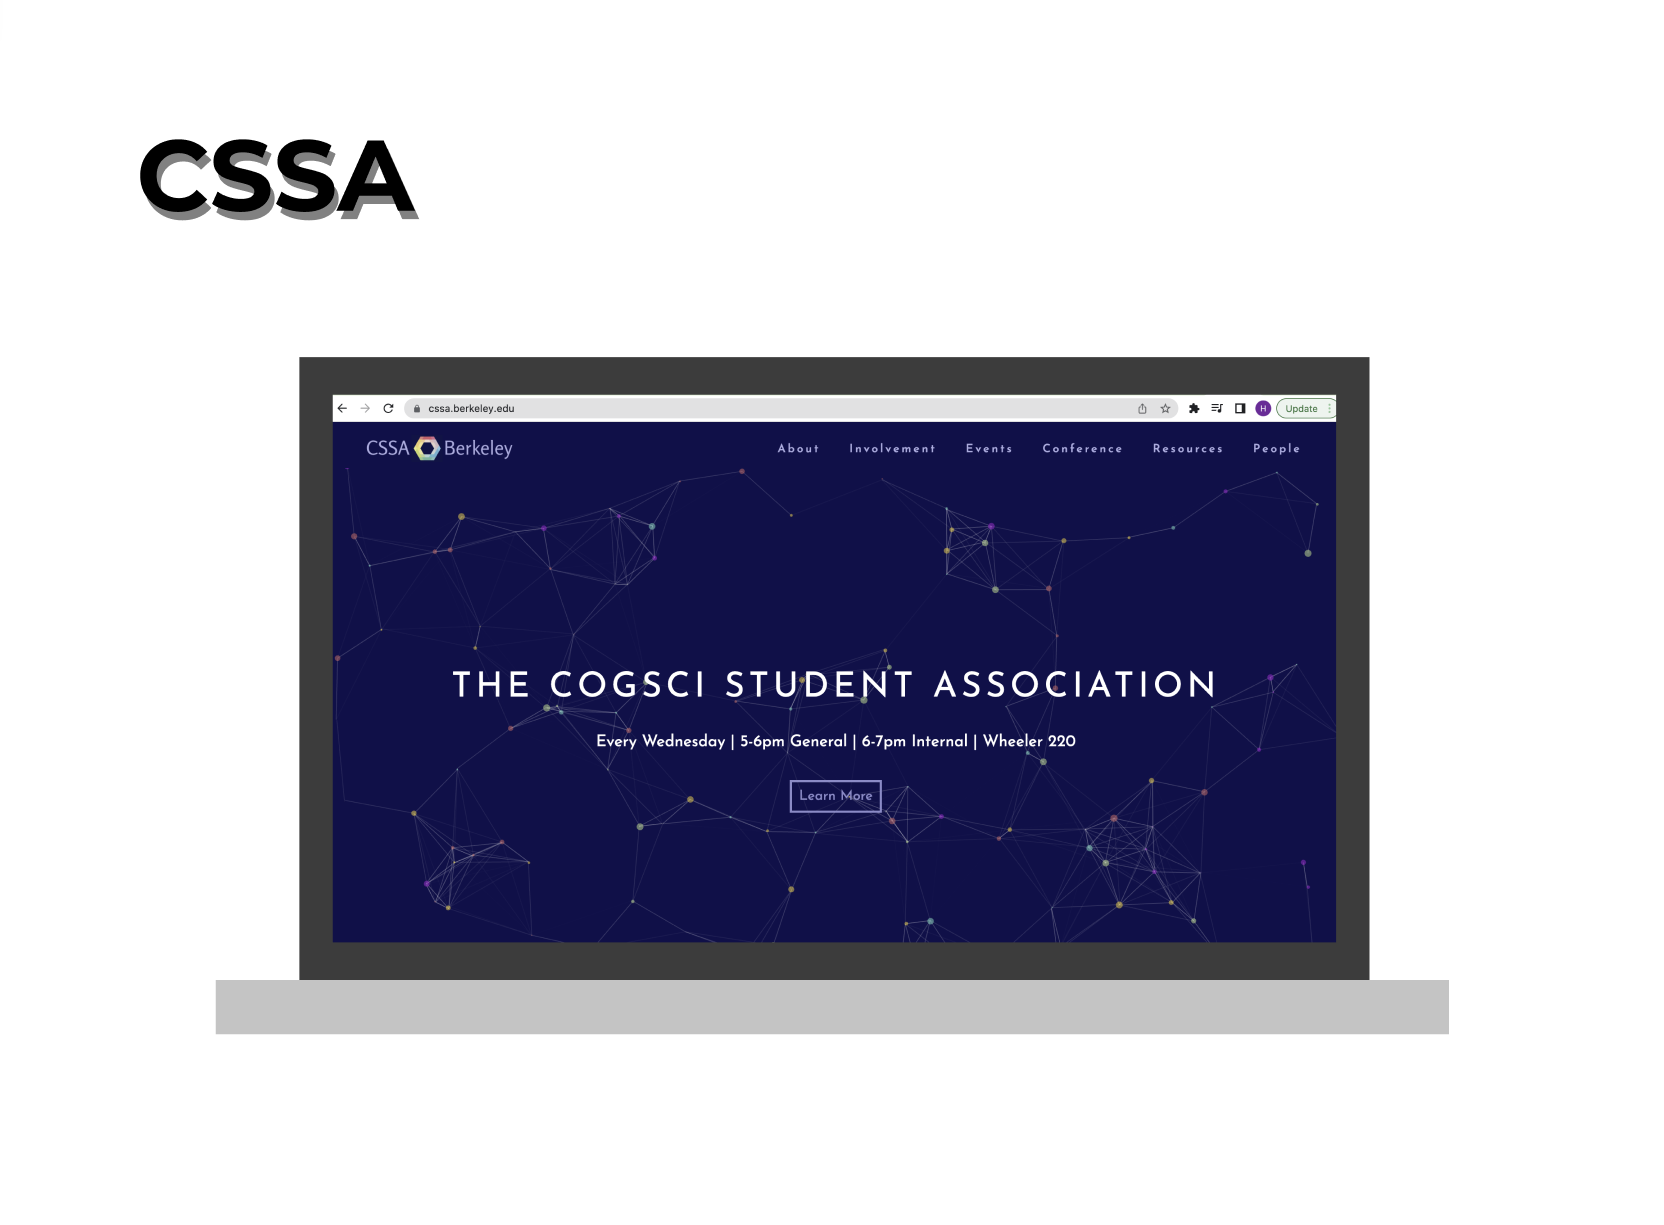 CSSA
cssa.berkeley.edu
H
Update
CSSA Berkeley
About Involvement Events Conference Resources People
THE COGSCI STUDENT ASSOCIATION
Every Wednesday | 5-6pm General | 6-7pm Internal | Wheeler 220
Learn More